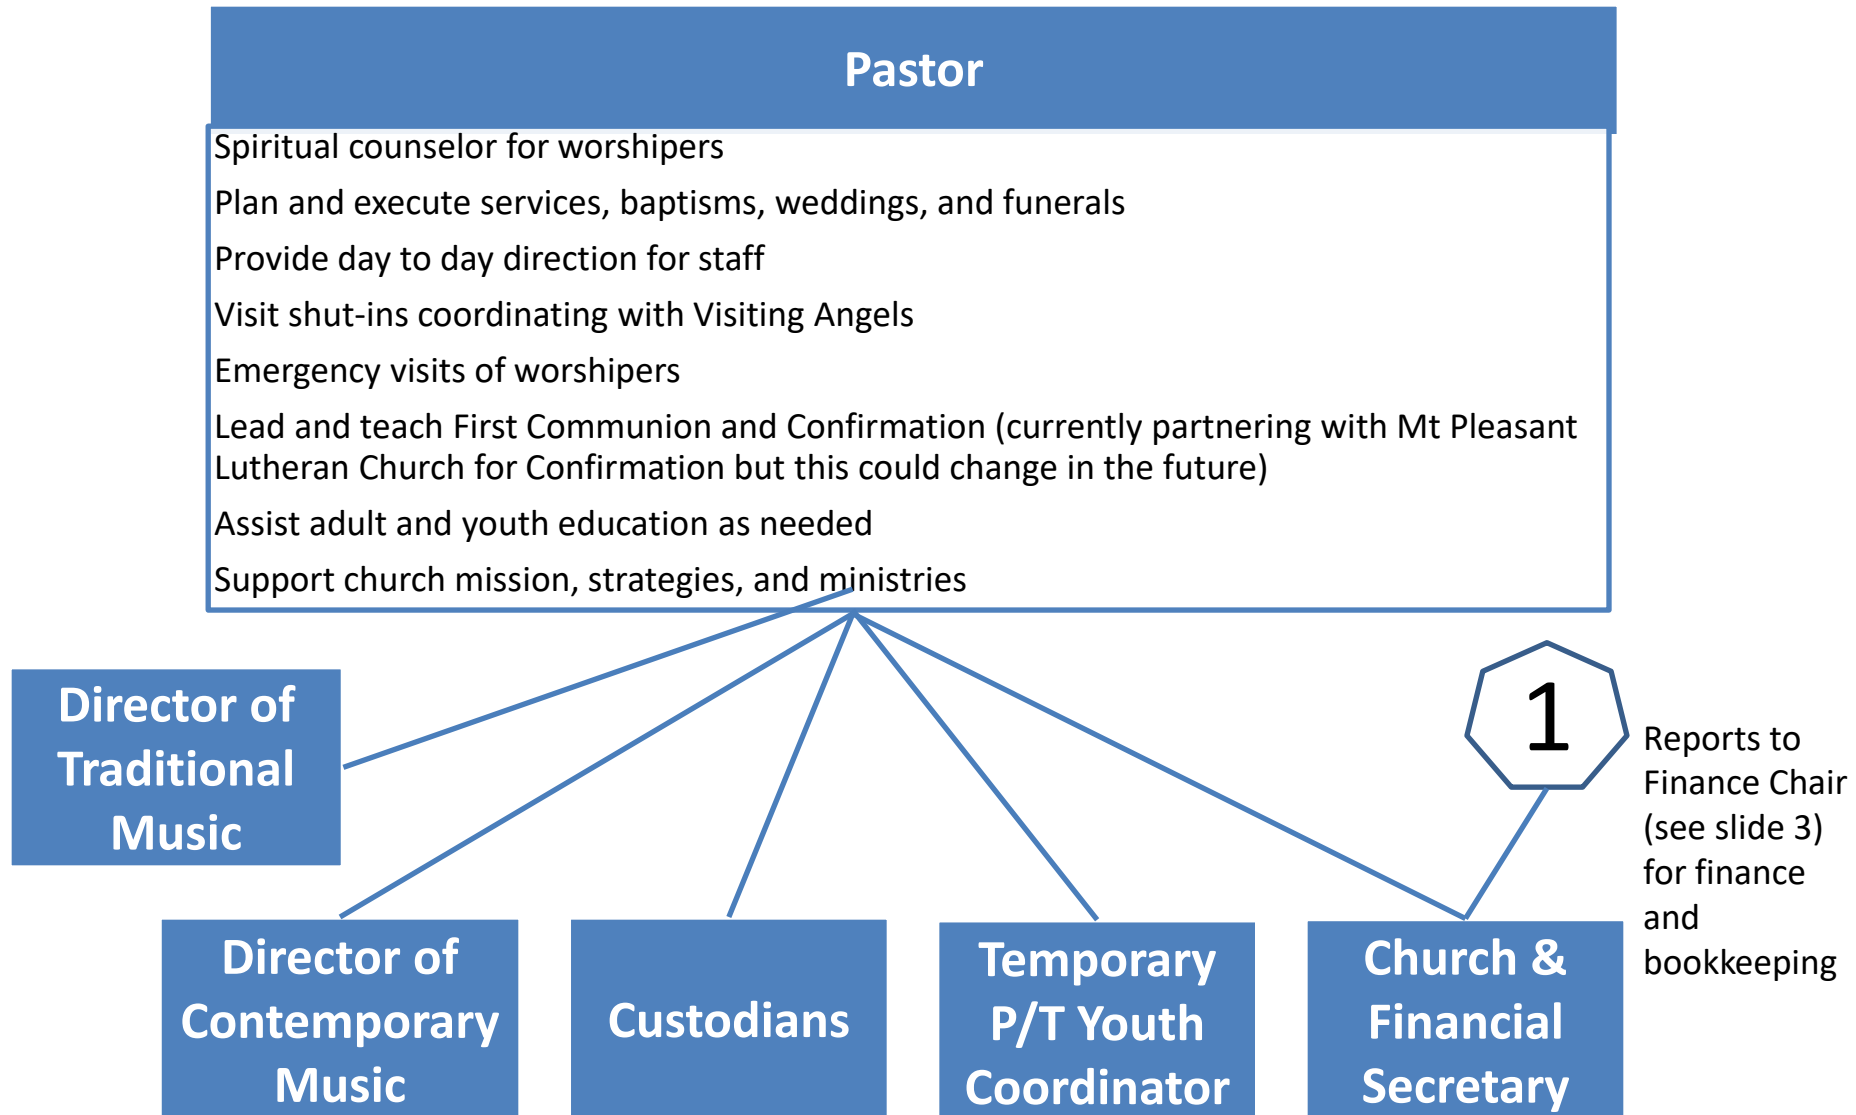 Pastor
Spiritual counselor for worshipers
Plan and execute services, baptisms, weddings, and funerals
Provide day to day direction for staff
Visit shut-ins coordinating with Visiting Angels
Emergency visits of worshipers
Lead and teach First Communion and Confirmation (currently partnering with Mt Pleasant
Lutheran Church for Confirmation but this could change in the future)
Assist adult and youth education as needed
Support church mission, strategies, and ministries
Director of
Traditional
Music
1
Reports to
Finance Chair
(see slide 3)
for finance
and
bookkeeping
Director of
Contemporary
Music
Custodians
Temporary
P/T Youth
Coordinator
Church &
Financial
Secretary